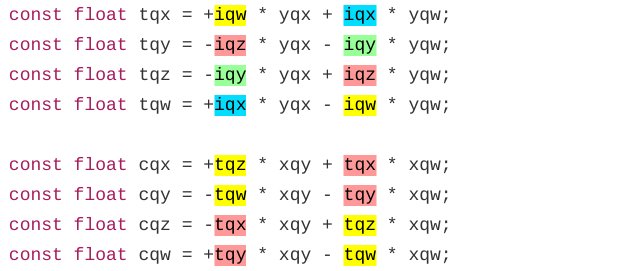 const float tqx = +iqw * yqx + iqx * yqw;
const float tqy = -iqz * yqx - iqy * yqw;
const float tqz = -iqy * yqx + iqz * yqw;
const float tqw = +iqx * yqx - iqw * yqw;
const float cqx = +tqz * xqy + tqx * xqw;
const float cqy = -tqw * xqy - tqy * xqw;
const float cqz = -tqx * xqy + tqz * xqw;
const float cqw = +tqy * xqy - tqw * xqw;